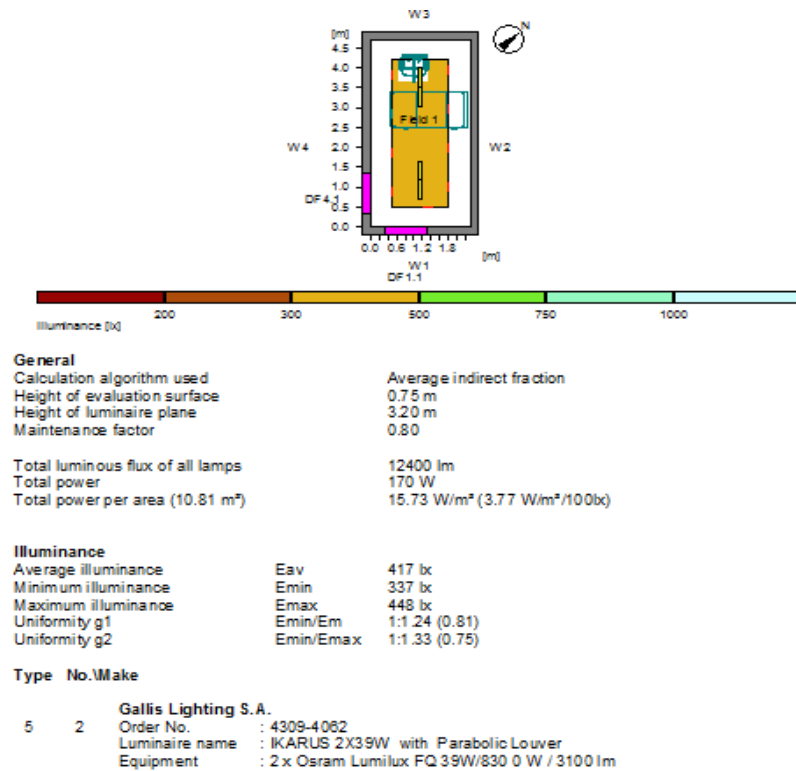 W3
N
[m]
4.5
4.0
3.5
3.0
2.5
2.0
1.5
1.0
0.5
0.0
Field 1
W4
W2
DF4.1
0.0 0.6 1.2 1.8
[m]
W1
DF1.1
200 300 500 750 1000
Illuminance [lx]
General
Calculation algorithm used Average indirect fraction
Height of evaluation surface 0.75 m
Height of luminaire plane 3.20 m
Maintenance factor 0.80
Total luminous flux of all lamps 12400 lm
Total power 170 W
Total power per area (10.81 m²) 15.73 W/m² (3.77 W/m²/100lx)
Illuminance
Average illuminance Eav 417 lx
Minimum illuminance Emin 337 lx
Maximum illuminance Emax 448 lx
Uniformity g1 Emin/Em 1:1.24 (0.81)
Uniformity g2 Emin/Emax 1:1.33 (0.75)
Type No.\Make
Gallis Lighting S.A.
5 2 Order No. : 4309-4062
Luminaire name : IKARUS 2X39W with Parabolic Louver
Equipment : 2 x Osram Lumilux FQ 39W/830 0 W / 3100 lm